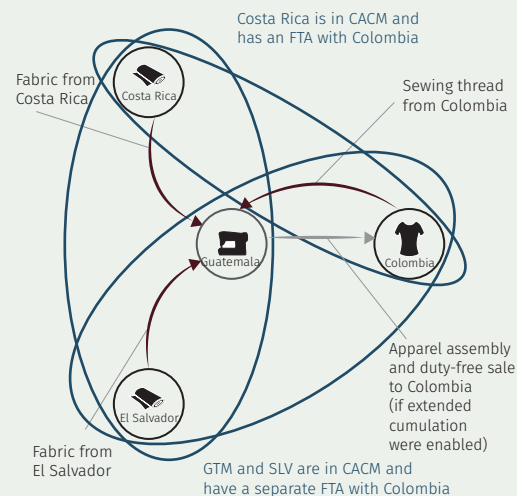 Costa Rica is in CACM and
has an FTA with Colombia
Fabric from
Costa Rica
Costa Rica
Sewing thread
from Colombia
Guatemala
Colombia
Apparel assembly
and duty-free sale
to Colombia
(if extended
cumulation
were enabled)
El Salvador
Fabric from
El Salvador
GTM and SLV are in CACM and
have a separate FTA with Colombia